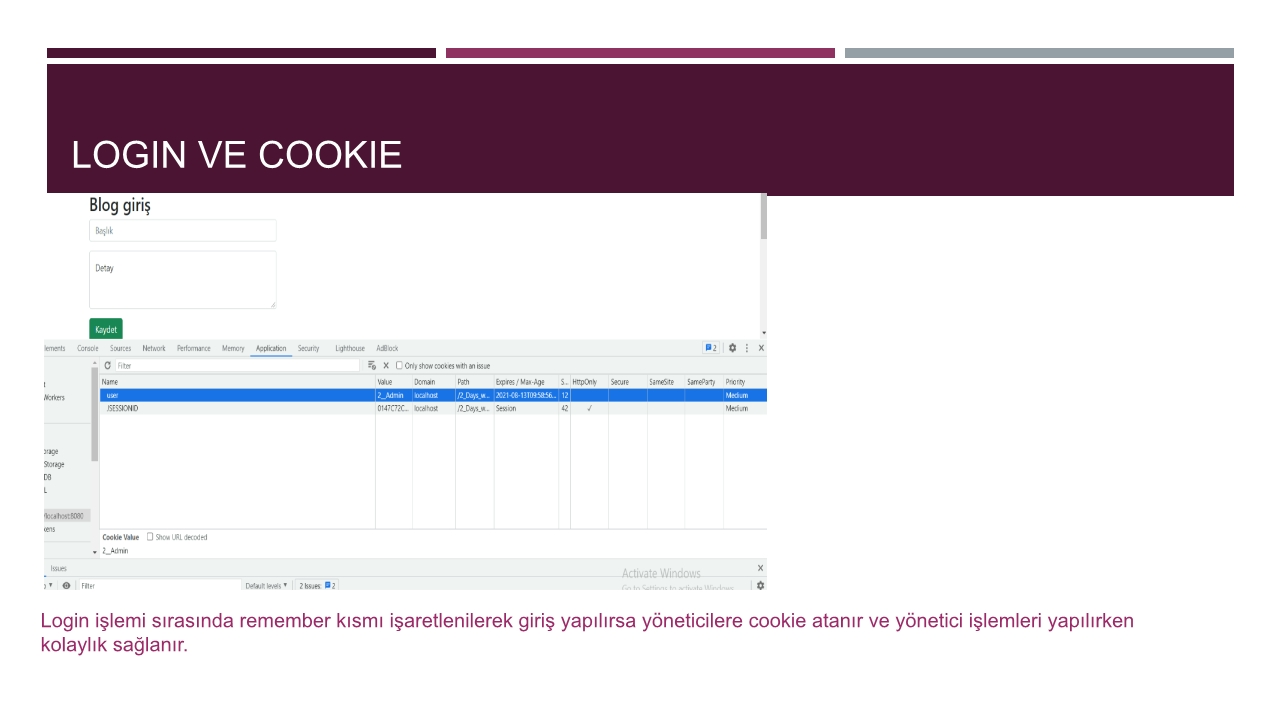 LOGIN VE COOKIE
Blog giriş
Başlık
Detay
Kaydet
lements Console Sources Network Performance Memory Application Security Lighthouse AdBlock 2
Filter Only show cookies with an issue
Name Value Domain Path Expires / Max-Age S... HttpOnly Secure SameSite SameParty Priority
user 2_Admin localhost /2_Days_w... 2021-06-13T09:58:56... 12 Medium
JSESSIONID 0147C72C... localhost /2_Days_w... Session 42 ✓ Medium
t
Workers
orage
Storage
DB
L
/localhost:8080
kens
Cookie Value Show URL decoded
2_Admin
Issues
Filter Default levels 2 Issues: 2
Activate Windows
Go to Settings to activate Windows.
Login işlemi sırasında remember kısmı işaretlenilerek giriş yapılırsa yöneticilere cookie atanır ve yönetici işlemleri yapılırken
kolaylık sağlanır.